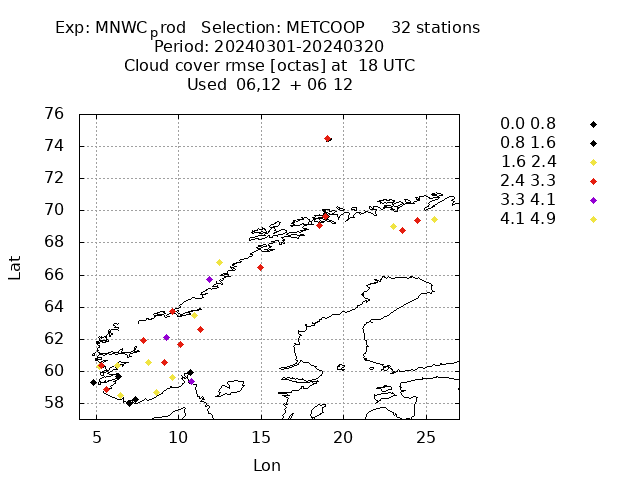 Exp: MNWCprod   Selection: METCOOP      32 stations
Period: 20240301-20240320
Cloud cover rmse [octas] at  18 UTC
Used  06,12  + 06 12
76
74
72
70
68
66
64
62
60
58
Lat
5 10 15 20 25
Lon
0.0 0.8
0.8 1.6
1.6 2.4
2.4 3.3
3.3 4.1
4.1 4.9